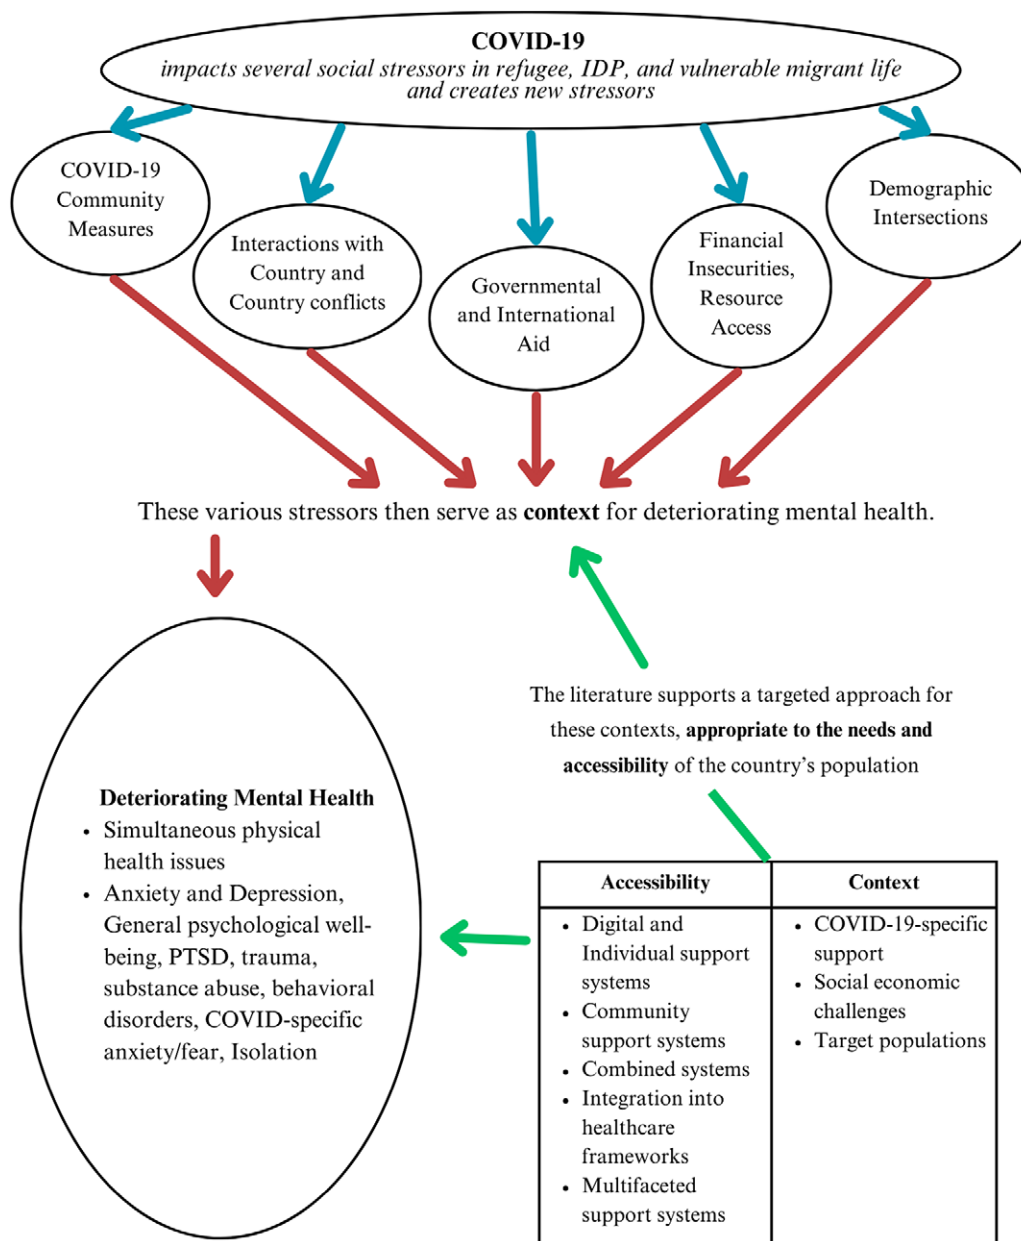 COVID-19
impacts several social stressors in refugee, IDP, and vulnerable migrant life
and creates new stressors
COVID-19
Community
Measures
Interactions with
Country and
Country conflicts
Governmental
and International
Aid
Financial
Insecurities,
Resource
Access
Demographic
Intersections
These various stressors then serve as context for deteriorating mental health.
The literature supports a targeted approach for
these contexts, appropriate to the needs and
accessibility of the country's population
Deteriorating Mental Health
• Simultaneous physical
health issues
• Anxiety and Depression,
General psychological well-
being, PTSD, trauma,
substance abuse, behavioral
disorders, COVID-specific
anxiety/fear, Isolation
Accessibility
• Digital and
Individual support
systems
• Community
support systems
• Combined systems
• Integration into
healthcare
frameworks
• Multifaceted
support systems
Context
• COVID-19-specific
support
• Social economic
challenges
• Target populations